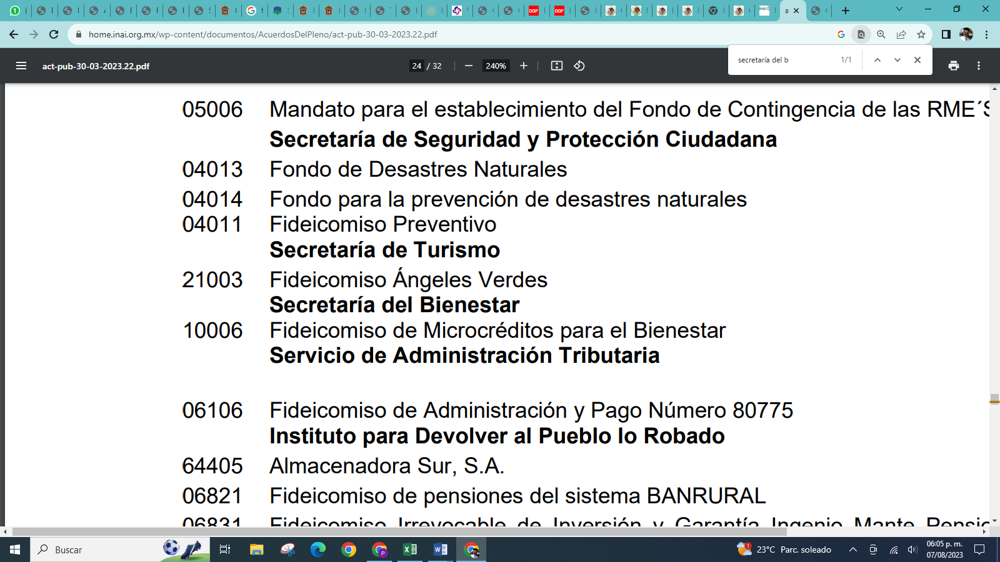 home.inai.org.mx/wp-content/documentos/AcuerdosDelPleno/act-pub-30-03-2023.22.pdf
act-pub-30-03-2023.22.pdf
24 / 32
240%
secretaría del b
1/1
05006 Mandato para el establecimiento del Fondo de Contingencia de las RME´S
Secretaría de Seguridad y Protección Ciudadana
04013 Fondo de Desastres Naturales
04014 Fondo para la prevención de desastres naturales
04011 Fideicomiso Preventivo
Secretaría de Turismo
21003 Fideicomiso Ángeles Verdes
Secretaría del Bienestar
10006 Fideicomiso de Microcréditos para el Bienestar
Servicio de Administración Tributaria
06106 Fideicomiso de Administración y Pago Número 80775
Instituto para Devolver al Pueblo lo Robado
64405 Almacenadora Sur, S.A.
06821 Fideicomiso de pensiones del sistema BANRURAL
06831 Fideicomiso Irrevocable de Inversión y Garantía Ingenio Mante Pensio
Buscar
23°C Parc. soleado
06:05 p. m.
07/08/2023